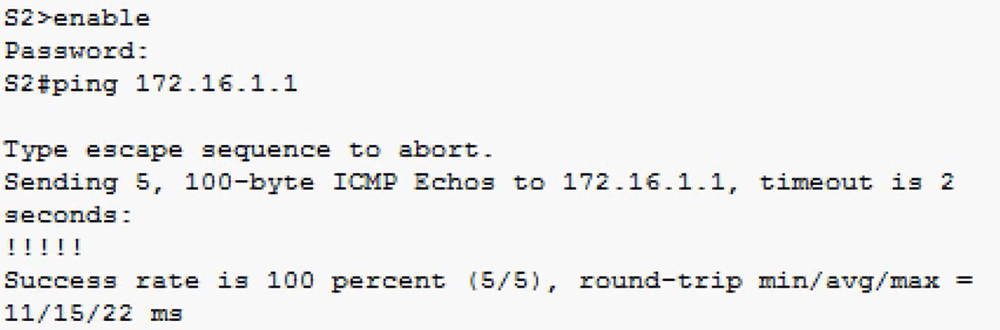 S2>enable
Password:
S2#ping 172.16.1.1
Type escape sequence to abort.
Sending 5, 100-byte ICMP Echos to 172.16.1.1, timeout is 2
seconds:
!!!!!
Success rate is 100 percent (5/5), round-trip min/avg/max =
11/15/22 ms